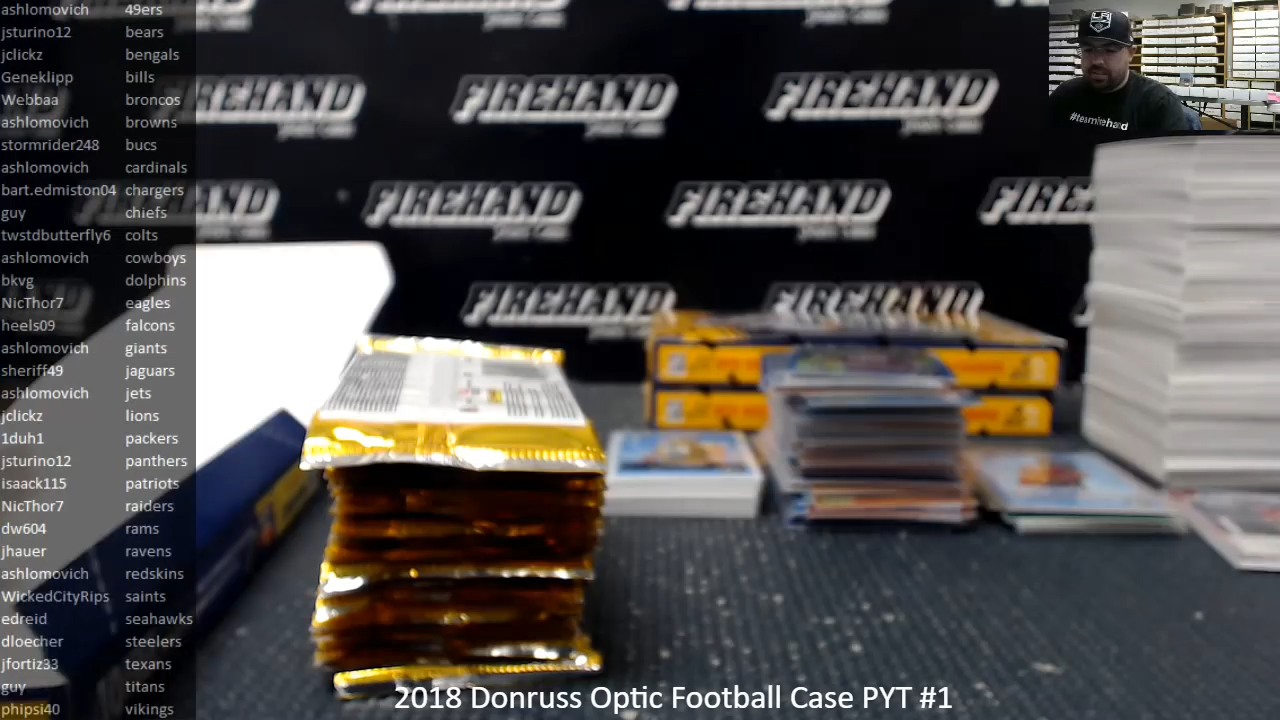 ashlomovich 49ers
jsturino12 bears
jclickz bengals
Geneklipp bills
Webbaa broncos
ashlomovich browns
stormrider248 bucs
ashlomovich cardinals
bart.edmiston04 chargers
guy chiefs
twstdbutterfly6 colts
ashlomovich cowboys
bkvg dolphins
NicThor7 eagles
heels09 falcons
ashlomovich giants
sheriff49 jaguars
ashlomovich jets
jclickz lions
1duh1 packers
jsturino12 panthers
isaack115 patriots
NicThor7 raiders
dw604 rams
jhauer ravens
ashlomovich redskins
WickedCityRips saints
edreid seahawks
dloecher steelers
jfortiz33 texans
guy titans
phipsi40 vikings
FIREHAND
FIREHAND
FIREHAND
FIREHAND
FIREHAND
FIREHAND
FIRE
FIREHAND
FIREHAND
LA
#teamfirehand
2018 Donruss Optic Football Case PYT #1